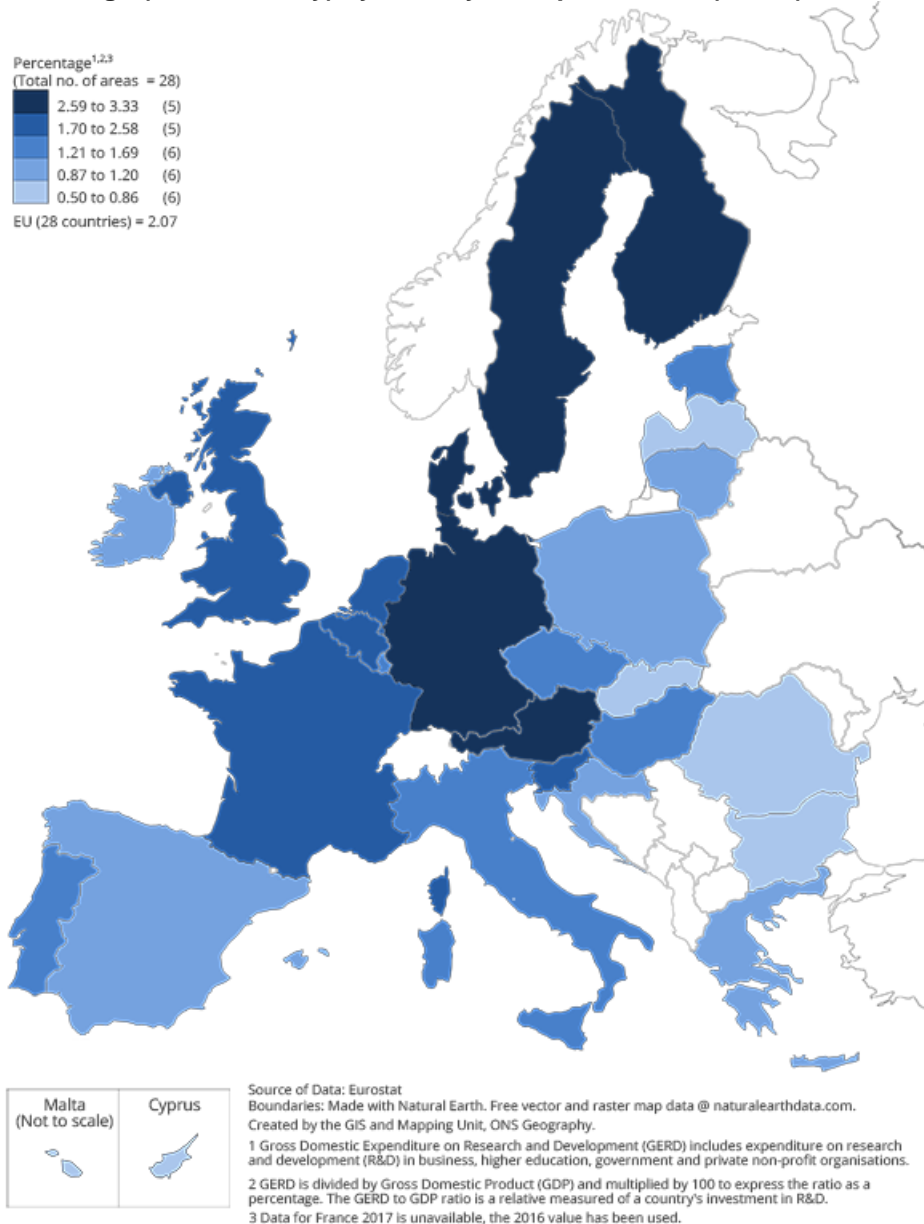 Percentage1,2,3
(Total no. of areas = 28)
2.59 to 3.33 (5)
1.70 to 2.58 (5)
1.21 to 1.69 (6)
0.87 to 1.20 (6)
0.50 to 0.86 (6)
EU (28 countries) = 2.07
Malta
(Not to scale)
Cyprus
Source of Data: Eurostat
Boundaries: Made with Natural Earth. Free vector and raster map data @ naturalearthdata.com.
Created by the GIS and Mapping Unit, ONS Geography.
1 Gross Domestic Expenditure on Research and Development (GERD) includes expenditure on research
and development (R&D) in business, higher education, government and private non-profit organisations.
2 GERD is divided by Gross Domestic Product (GDP) and multiplied by 100 to express the ratio as a
percentage. The GERD to GDP ratio is a relative measured of a country's investment in R&D.
3 Data for France 2017 is unavailable, the 2016 value has been used.